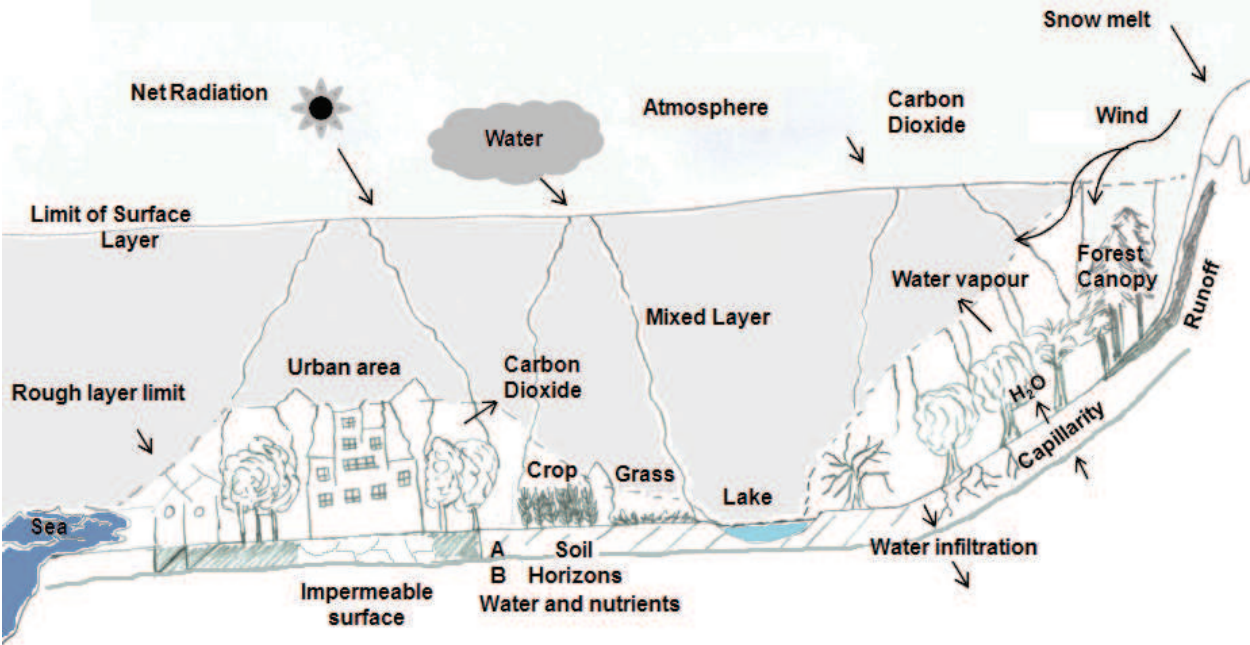 Snow melt
Net Radiation
Water
Atmosphere
Carbon
Dioxide
Wind
Limit of Surface
Layer
Forest
Canopy
Water vapour
Runoff
Mixed Layer
Urban area
Carbon
Dioxide
Rough layer limit
H₂O
Capillarity
Crop
Grass
Lake
Sea
A
Soil
Water infiltration
B
Horizons
Impermeable
surface
Water and nutrients